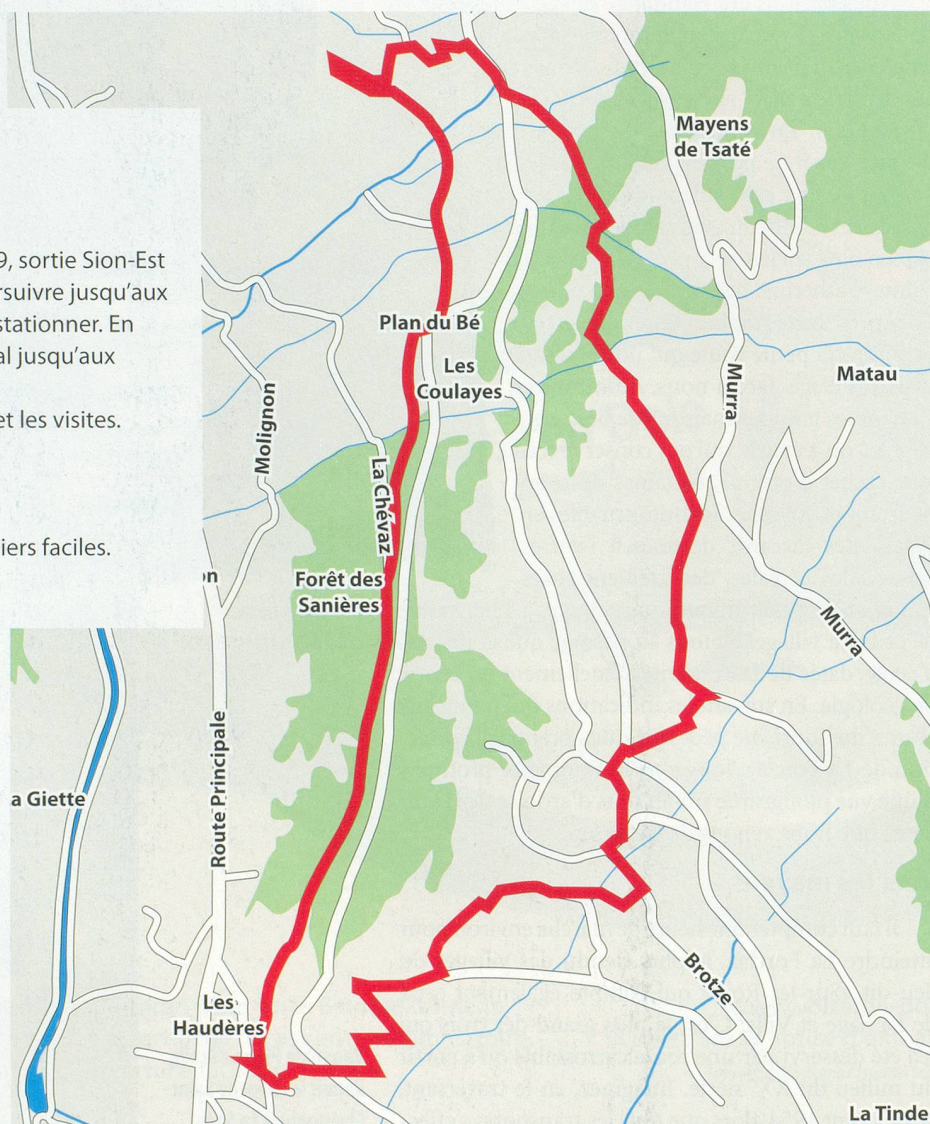 9, sortie Sion-Est
rsuivre jusqu'aux
stationner. En
al jusqu'aux
et les visites.
iers faciles.
Mayens
de Tsaté
Plan du Bé
Les
Coulayes
Murra
Matau
Molignon
La Chévaz
on
Forêt des
Sanières
Murra
Route Principale
a Giette
Les
Haudères
Brotze
La Tinde